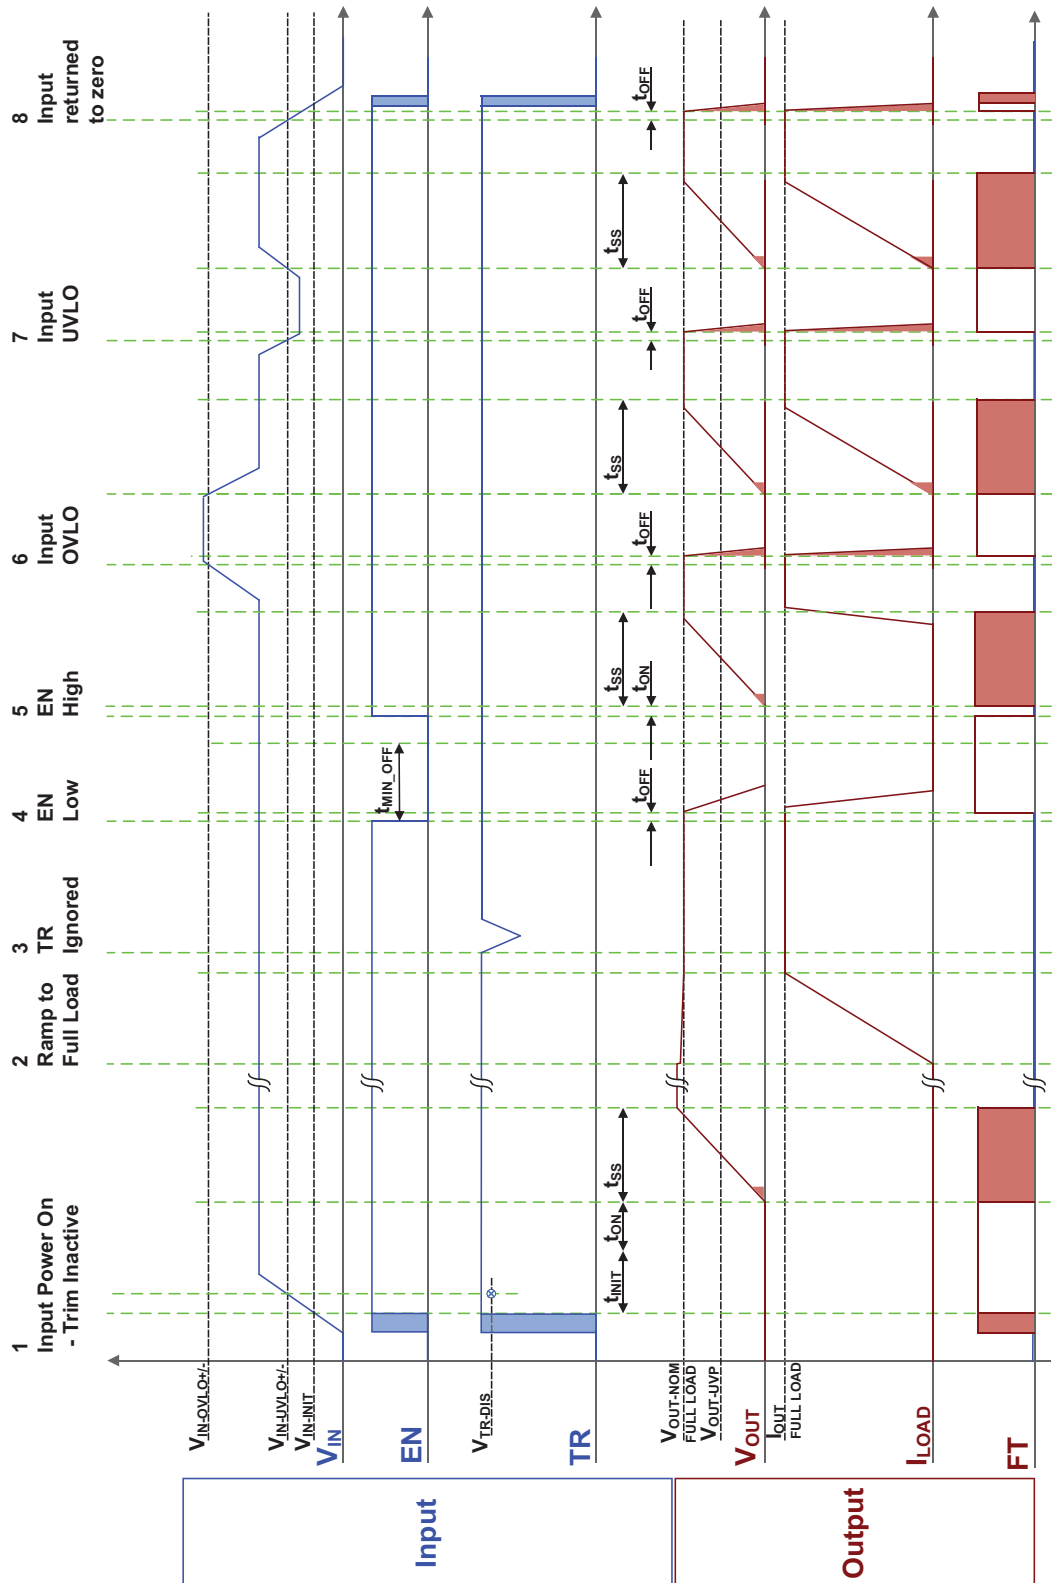 1
Input Power On
- Trim Inactive
2
Ramp to
Full Load
3
TR
Ignored
4
EN
Low
5
EN
High
6
Input
OVLO
7
Input
UVLO
8
Input
returned
to zero
Input
VIN-OVLO+/-
VIN-UVLO+/-
VIN-INIT
VIN
EN
tMIN_OFF
VTR-DIS
TR
tINIT
tON
tSS
tOFF
tSS
tON
tOFF
tSS
tOFF
tSS
tOFF
Output
VOUT-NOM
FULL LOAD
VOUT-UVP
VOUT
IOUT
FULL LOAD
ILOAD
FT